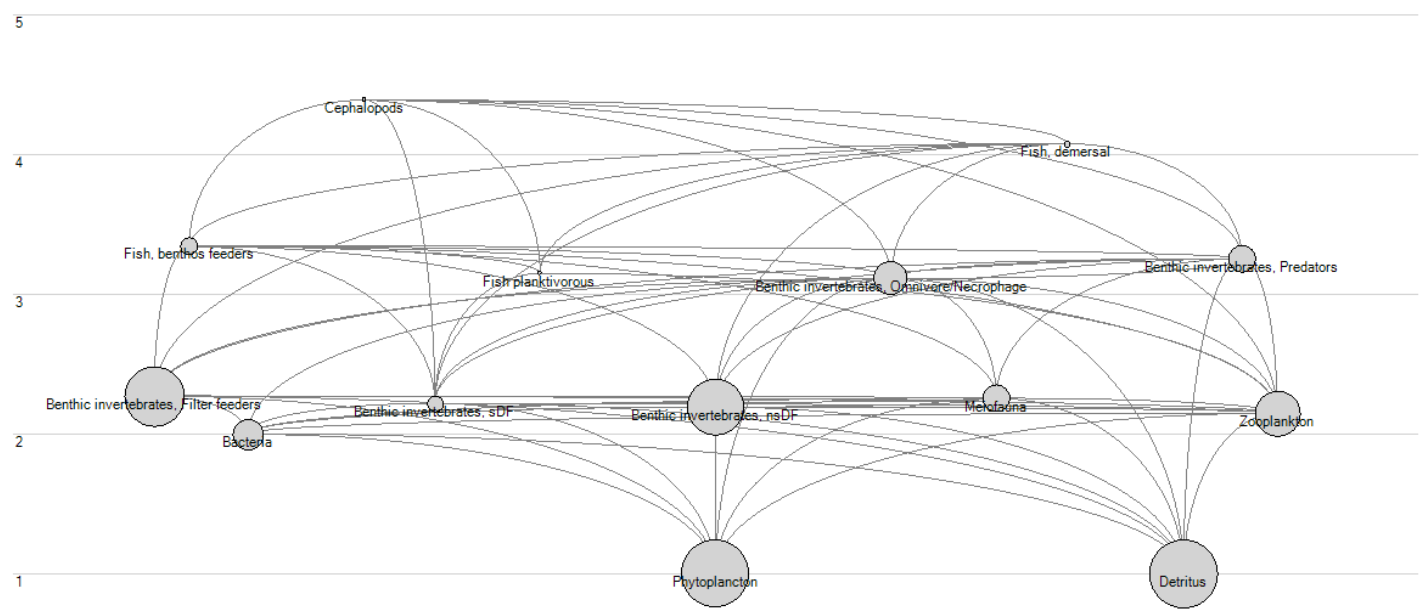 5
Cephalopods
4
Fish, demersal
Fish, benthos feeders
Fish planktivorous
Benthic invertebrates, Predators
Benthic invertebrates, Omnivore/Necrophage
3
Benthic invertebrates, Filter feeders
Benthic invertebrates, sDF
Benthic invertebrates, nsDF
Meiofauna
Zooplankton
2
Bacteria
1
Phytoplancton
Detritus